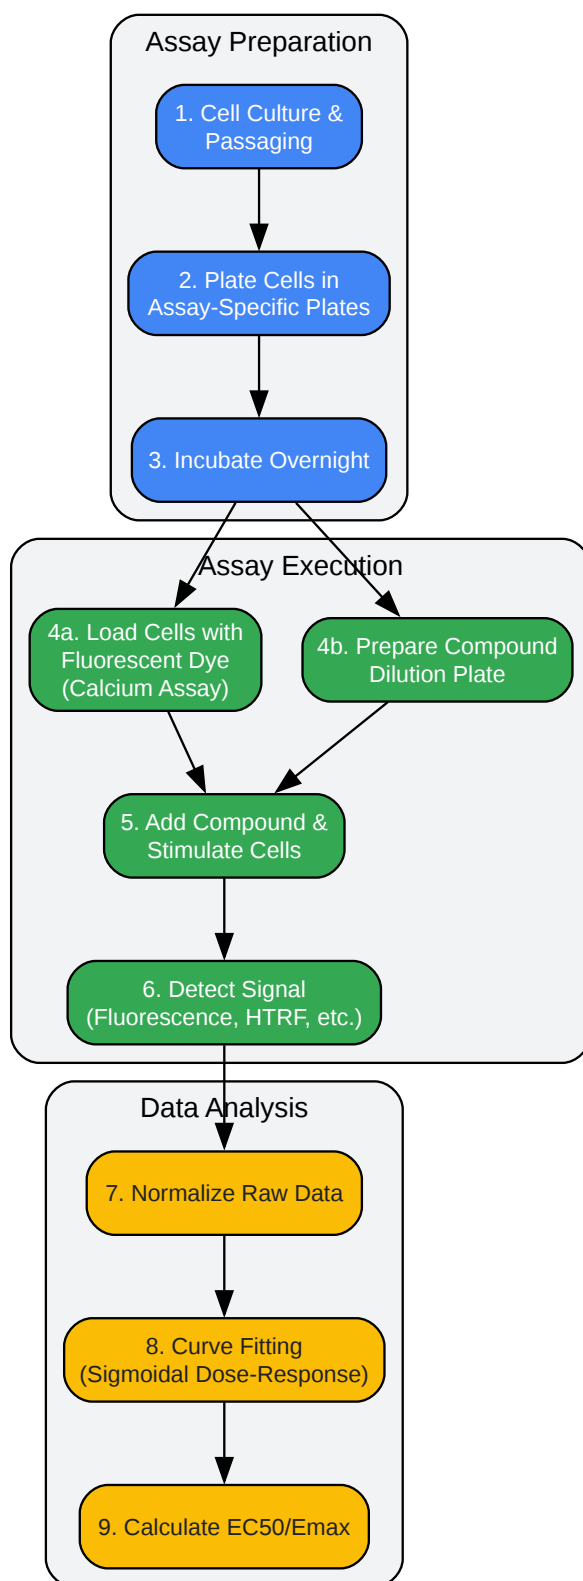 Assay Preparation
1. Cell Culture &
Passaging
2. Plate Cells in
Assay-Specific Plates
3. Incubate Overnight
Assay Execution
4a. Load Cells with
Fluorescent Dye
(Calcium Assay)
4b. Prepare Compound
Dilution Plate
5. Add Compound &
Stimulate Cells
6. Detect Signal
(Fluorescence, HTRF, etc.)
Data Analysis
7. Normalize Raw Data
8. Curve Fitting
(Sigmoidal Dose-Response)
9. Calculate EC50/Emax